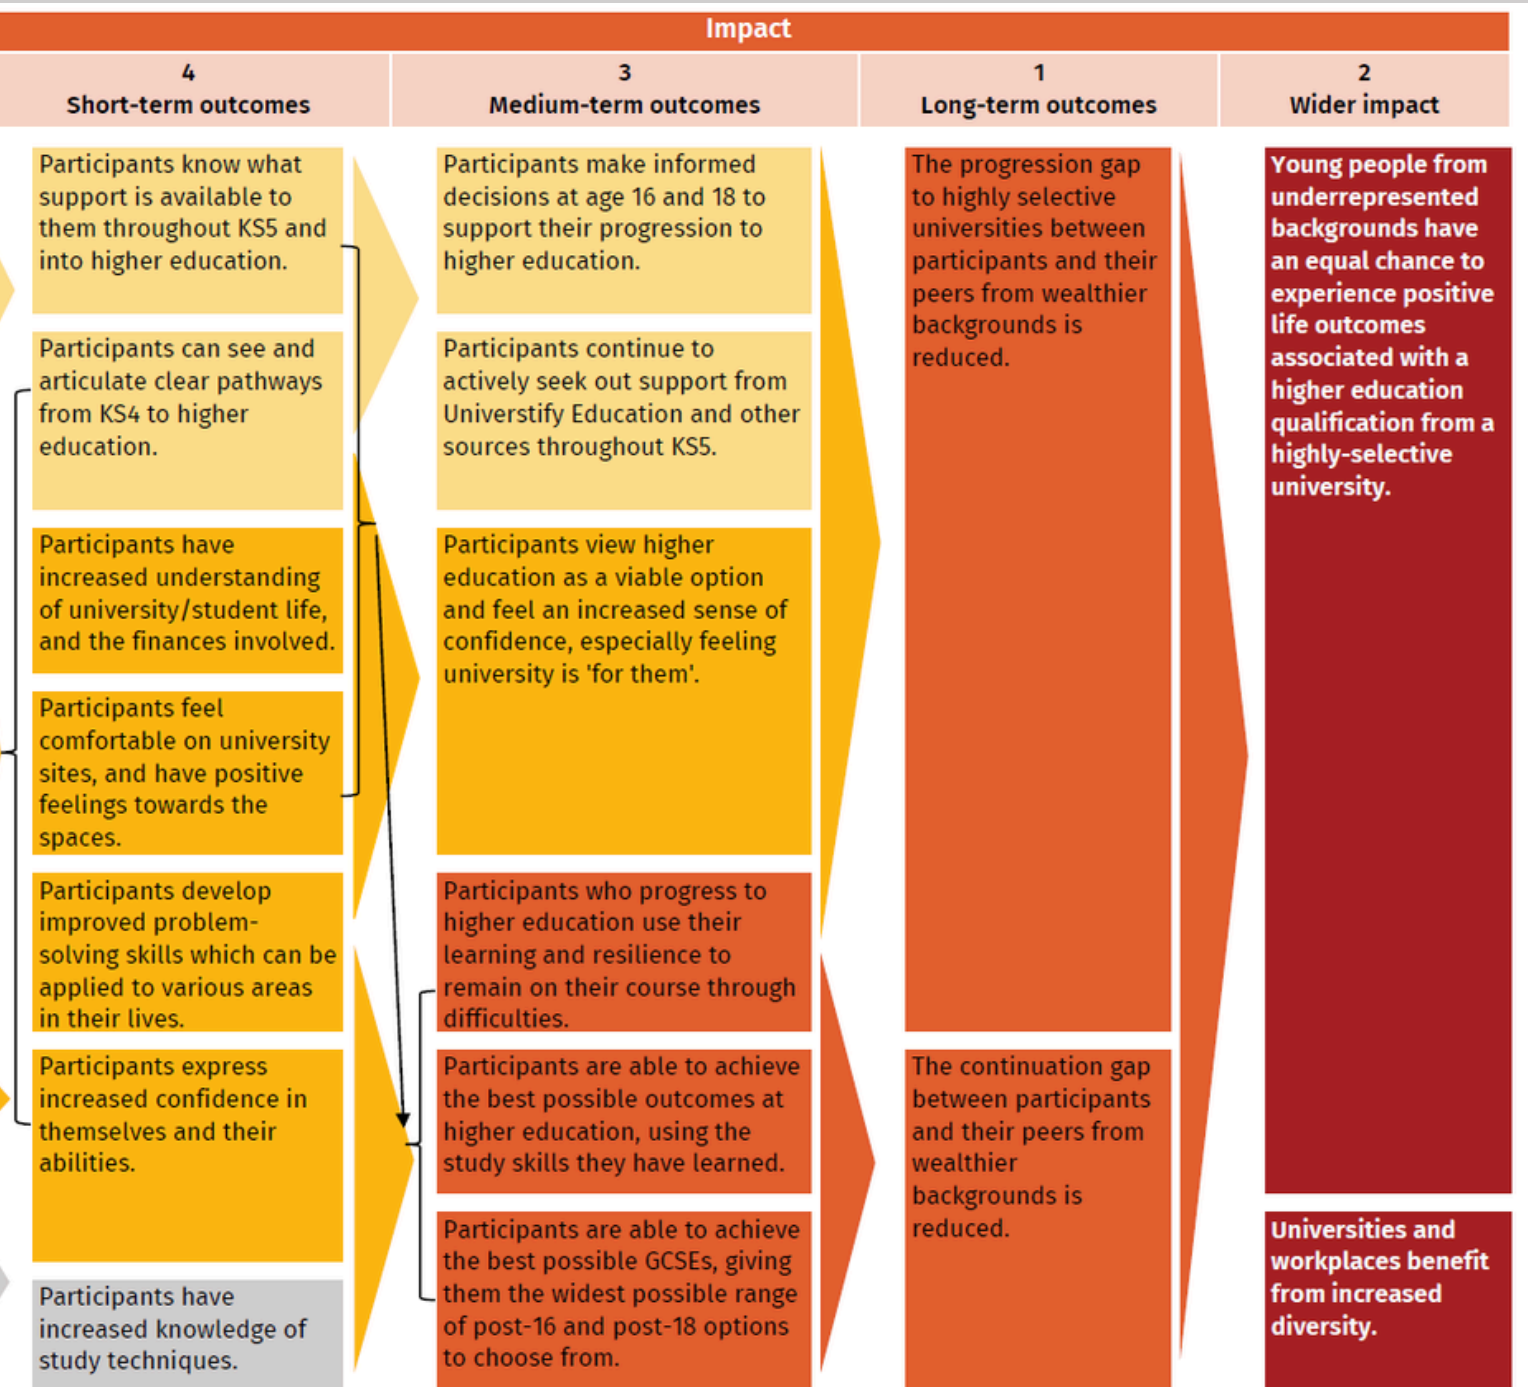 Impact
4
Short-term outcomes
3
Medium-term outcomes
1
Long-term outcomes
2
Wider impact
Participants know what
support is available to
them throughout KS5 and
into higher education.
Participants can see and
articulate clear pathways
from KS4 to higher
education.
Participants have
increased understanding
of university/student life,
and the finances involved.
Participants feel
comfortable on university
sites, and have positive
feelings towards the
spaces.
Participants develop
improved problem-
solving skills which can be
applied to various areas
in their lives.
Participants express
increased confidence in
themselves and their
abilities.
Participants have
increased knowledge of
study techniques.
Participants make informed
decisions at age 16 and 18 to
support their progression to
higher education.
Participants continue to
actively seek out support from
Universtify Education and other
sources throughout KS5.
Participants view higher
education as a viable option
and feel an increased sense of
confidence, especially feeling
university is 'for them'.
Participants who progress to
higher education use their
learning and resilience to
remain on their course through
difficulties.
Participants are able to achieve
the best possible outcomes at
higher education, using the
study skills they have learned.
Participants are able to achieve
the best possible GCSEs, giving
them the widest possible range
of post-16 and post-18 options
to choose from.
The progression gap
to highly selective
universities between
participants and their
peers from wealthier
backgrounds is
reduced.
The continuation gap
between participants
and their peers from
wealthier
backgrounds is
reduced.
Young people from
underrepresented
backgrounds have
an equal chance to
experience positive
life outcomes
associated with a
higher education
qualification from a
highly-selective
university.
Universities and
workplaces benefit
from increased
diversity.